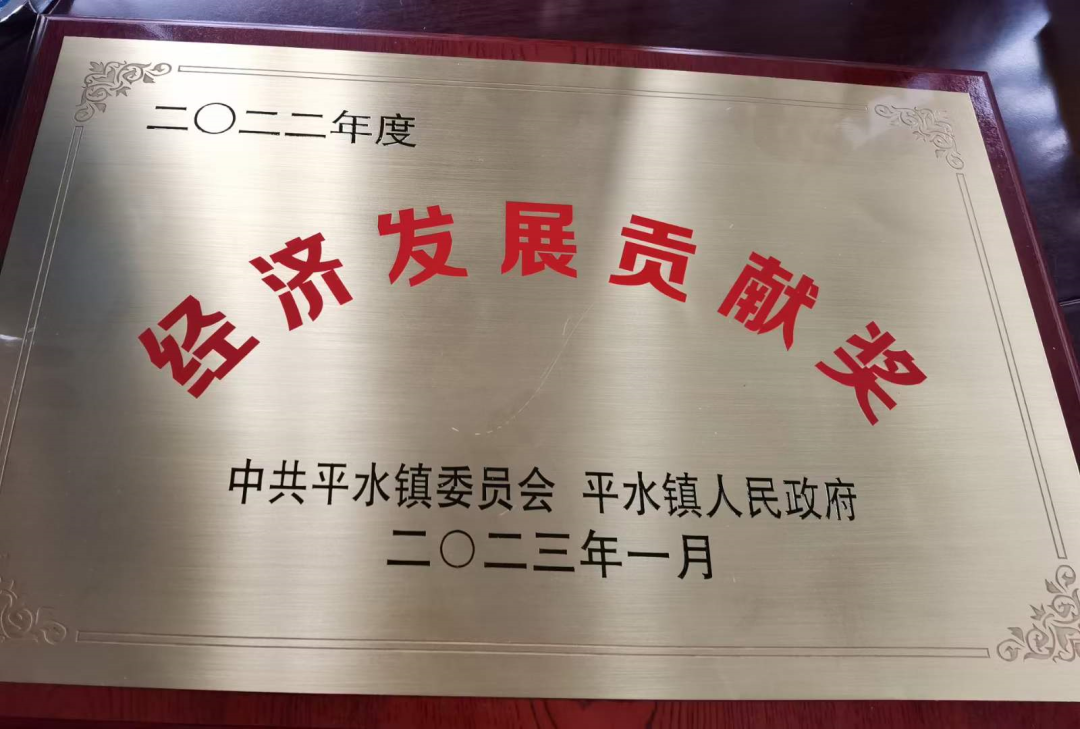 二〇二二年度
经济发展贡献奖
中共平水镇委员会 平水镇人民政府
二〇二三年一月